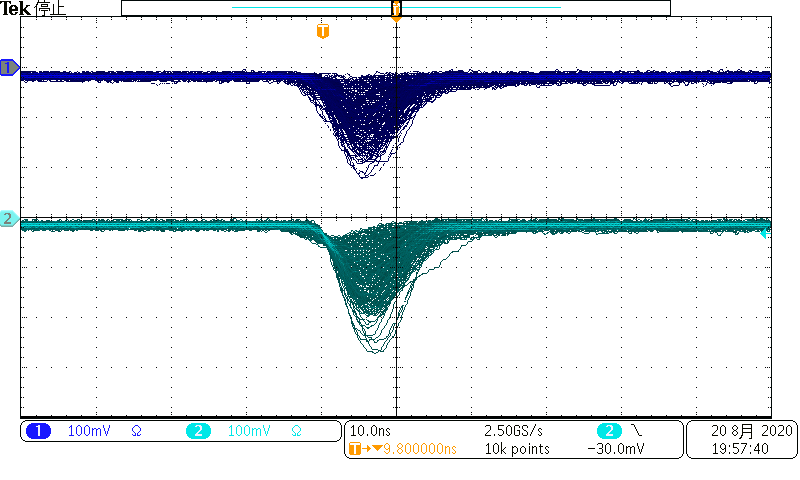 Tek 停止
T
T
1
2
1 100mV Ω 2 100mV Ω
10.0ns 2.50GS/s 2 \
T→▼9.800000ns 10k points −30.0mV
20 8月 2020
19:57:40